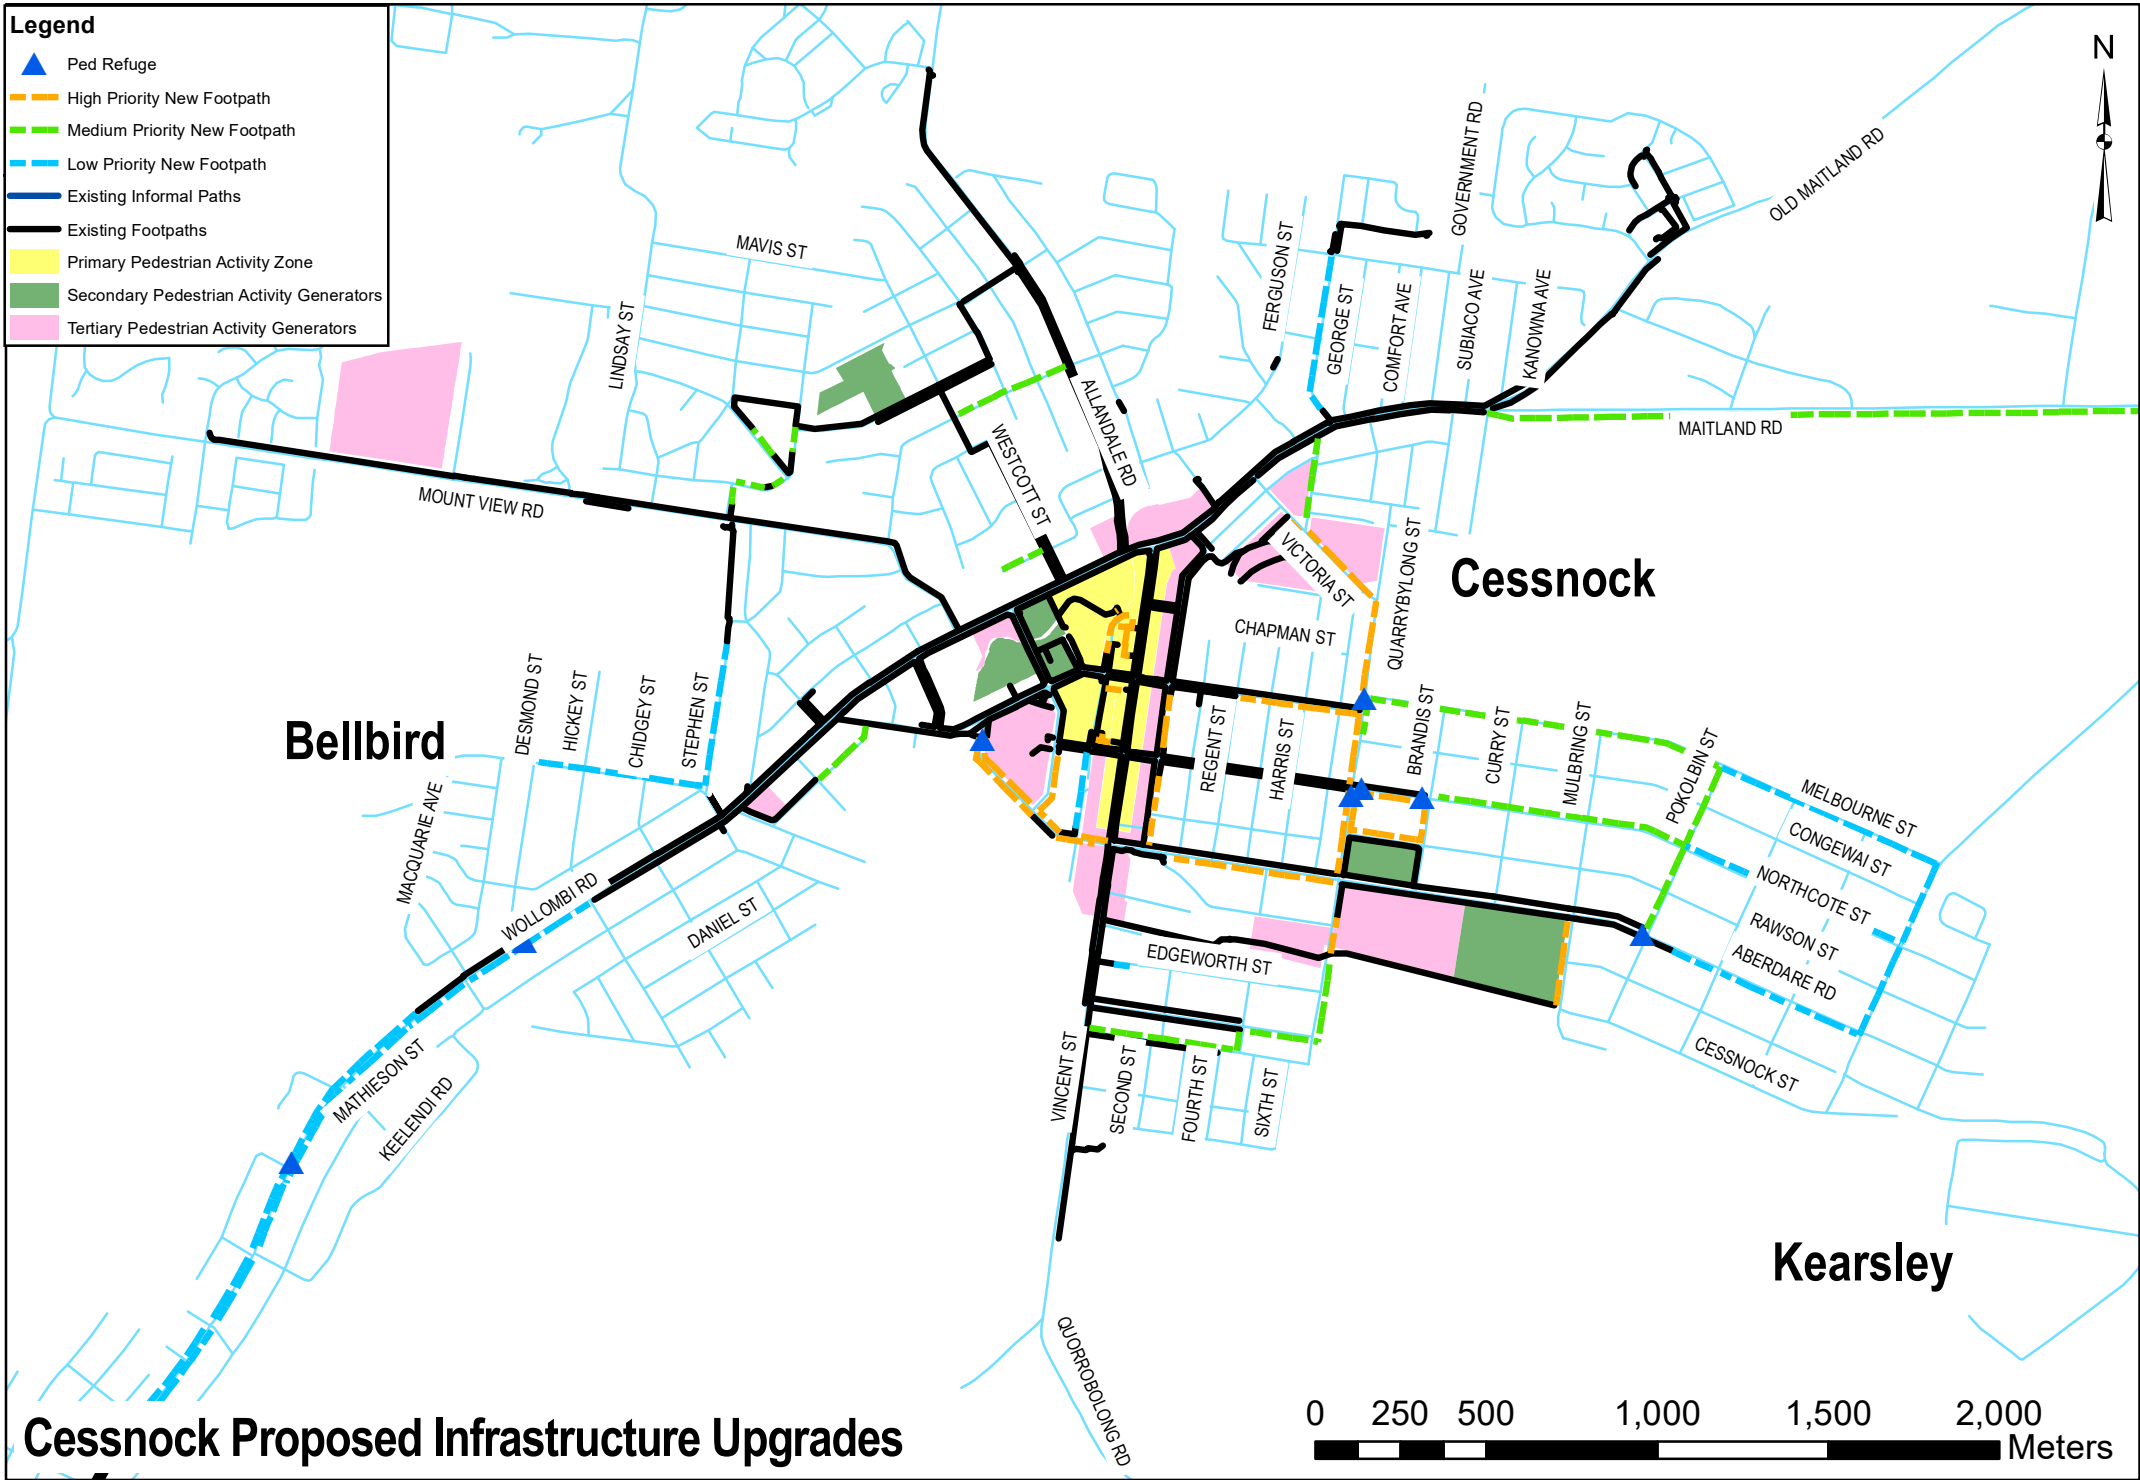 Legend
Ped Refuge
High Priority New Footpath
Medium Priority New Footpath
Low Priority New Footpath
Existing Informal Paths
Existing Footpaths
Primary Pedestrian Activity Zone
Secondary Pedestrian Activity Generators
Tertiary Pedestrian Activity Generators
N
OLD MAITLAND RD
GOVERNMENT RD
MAVIS ST
FERGUSON ST
LINDSAY ST
GEORGE ST
COMFORT AVE
SUBIACO AVE
KANOWNA AVE
ALLANDALE RD
MAITLAND RD
WESTCOTT ST
MOUNT VIEW RD
VICTORIA ST
QUARRYBYLONG ST
Cessnock
CHAPMAN ST
Bellbird
DESMOND ST
HICKEY ST
CHIDGEY ST
STEPHEN ST
REGENT ST
HARRIS ST
BRANDIS ST
CURRY ST
MULBRING ST
POKOLBIN ST
MELBOURNE ST
CONGEWAI ST
NORTHCOTE ST
RAWSON ST
ABERDARE RD
MACQUARIE AVE
WOLLOMBI RD
DANIEL ST
EDGEWORTH ST
CESSNOCK ST
MATHIESON ST
KEELENDI RD
VINCENT ST
SECOND ST
FOURTH ST
SIXTH ST
Kearsley
QUORROBOLONG RD
0 250 500 1,000 1,500 2,000
Meters
Cessnock Proposed Infrastructure Upgrades